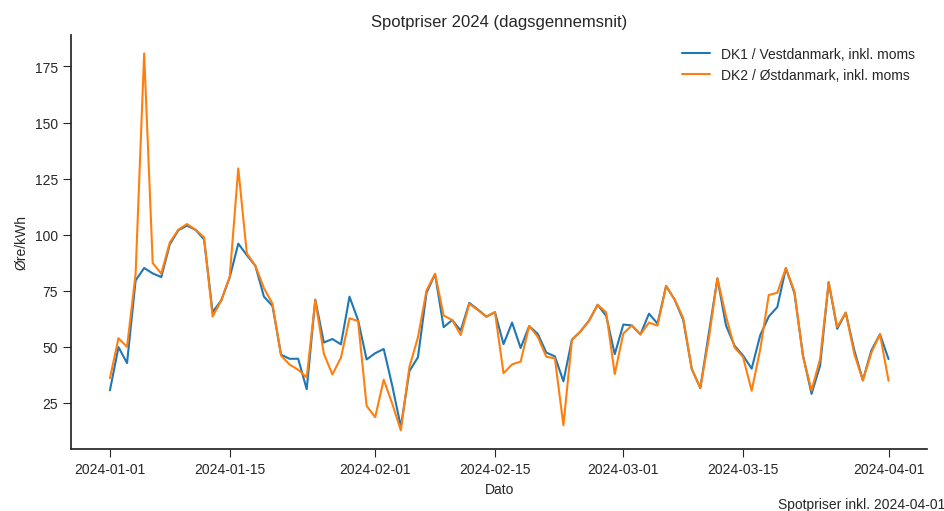 Spotpriser 2024 (dagsgennemsnit)
DK1 / Vestdanmark, inkl. moms
DK2 / Østdanmark, inkl. moms
175
150
125
100
75
50
25
Øre/kWh
2024-01-01
2024-01-15
2024-02-01
2024-02-15
2024-03-01
2024-03-15
2024-04-01
Dato
Spotpriser inkl. 2024-04-01